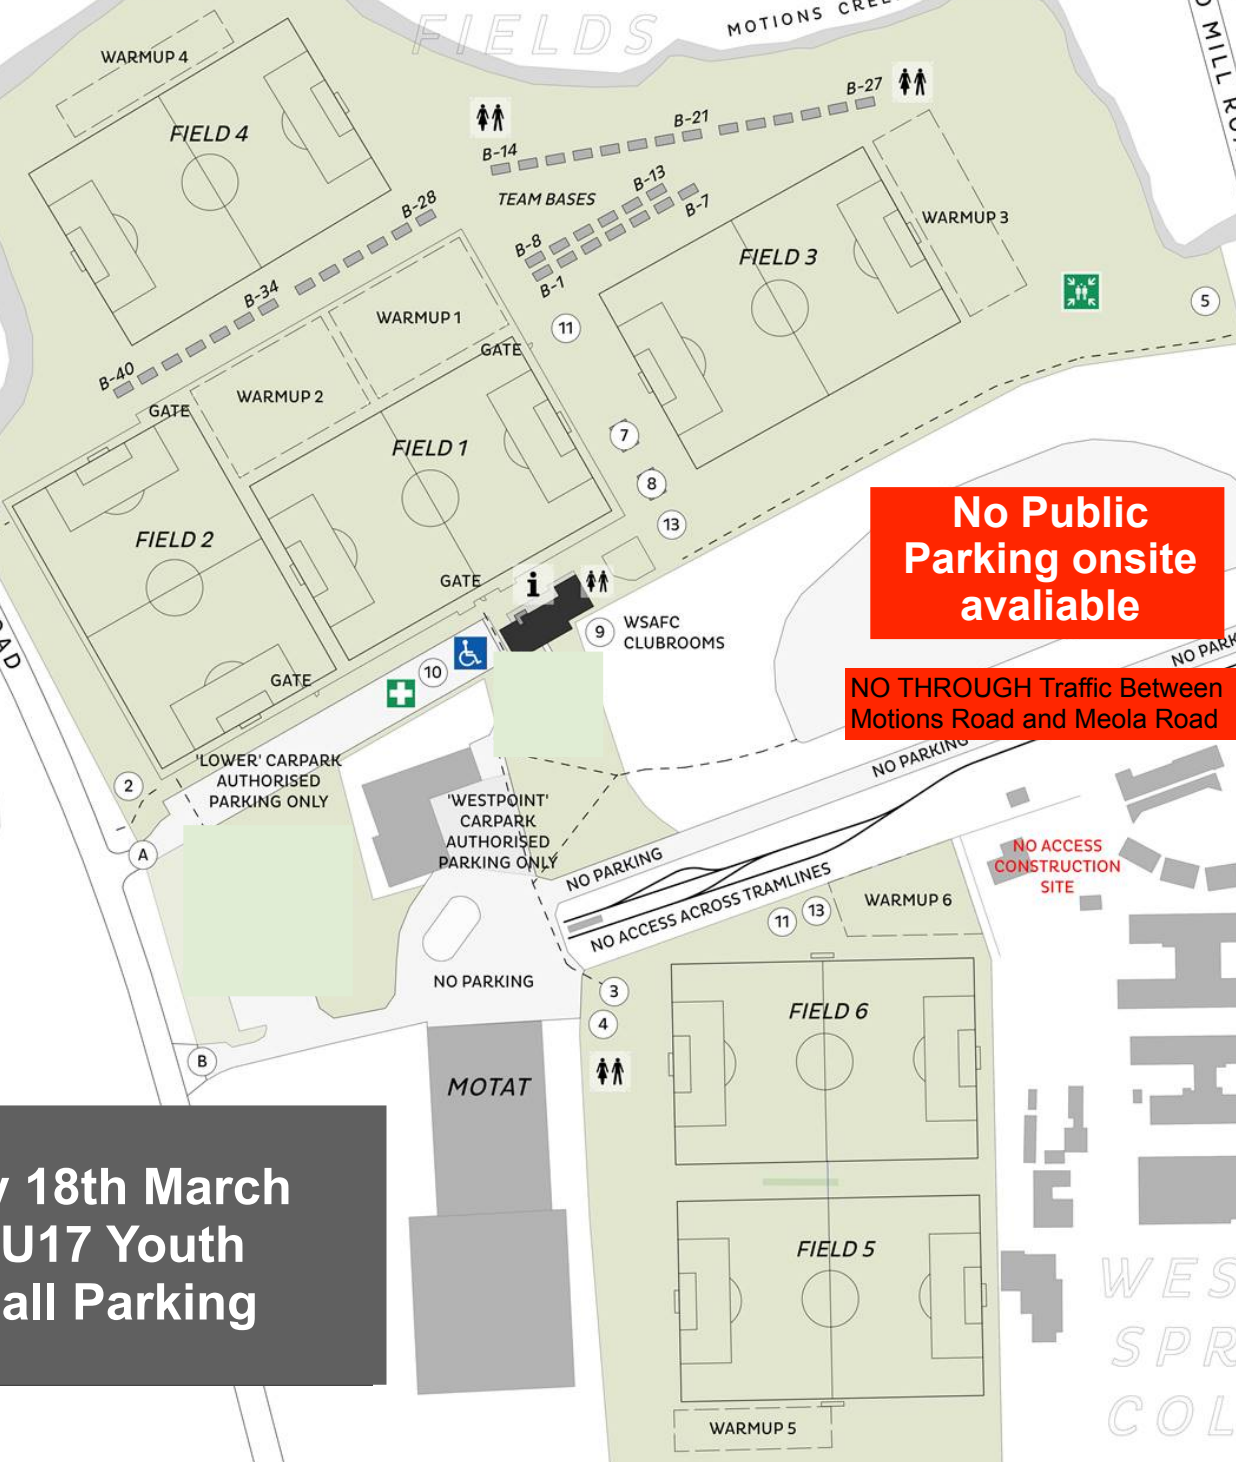 FIELDS
MOTIONS
MILL
WARMUP 4
B-27
FIELD 4
B-21
B-14
B-13
TEAM BASES
B-28
B-7
WARMUP 3
B-8
FIELD 3
B-1
B-34
5
WARMUP 1
11
GATE
B-40
WARMUP 2
GATE
7
FIELD 1
8
No Public
Parking onsite
avaliable
13
FIELD 2
GATE
i
9
WSAFC
CLUBROOMS
NO
10
GATE
NO THROUGH Traffic Between
Motions Road and Meola Road
NO PARKING
'LOWER' CARPARK
AUTHORISED
PARKING ONLY
2
'WESTPOINT'
CARPARK
AUTHORISED
PARKING ONLY
A
NO PARKING
NO ACCESS
CONSTRUCTION
SITE
NO ACCESS ACROSS TRAMLINES
WARMUP 6
11
13
NO PARKING
3
FIELD 6
4
B
MOTAT
18th March
U17 Youth
Parking
FIELD 5
WARMUP 5